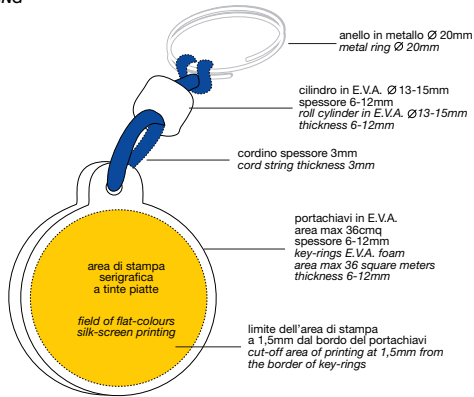 anello in metallo Ø 20mm
metal ring Ø 20mm
cilindro in E.V.A. Ø 13-15mm
spessore 6-12mm
roll cylinder in E.V.A. Ø13-15mm
thickness 6-12mm
cordino spessore 3mm
cord string thickness 3mm
portachiavi in E.V.A.
area max 36cmq
spessore 6-12mm
key-rings E.V.A. foam
area max 36 square meters
thickness 6-12mm
area di stampa
serigrafica
a tinte piatte
field of flat-colours
silk-screen printing
limite dell'area di stampa
a 1,5mm dal bordo del portachiavi
cut-off area of printing at 1,5mm from
the border of key-rings